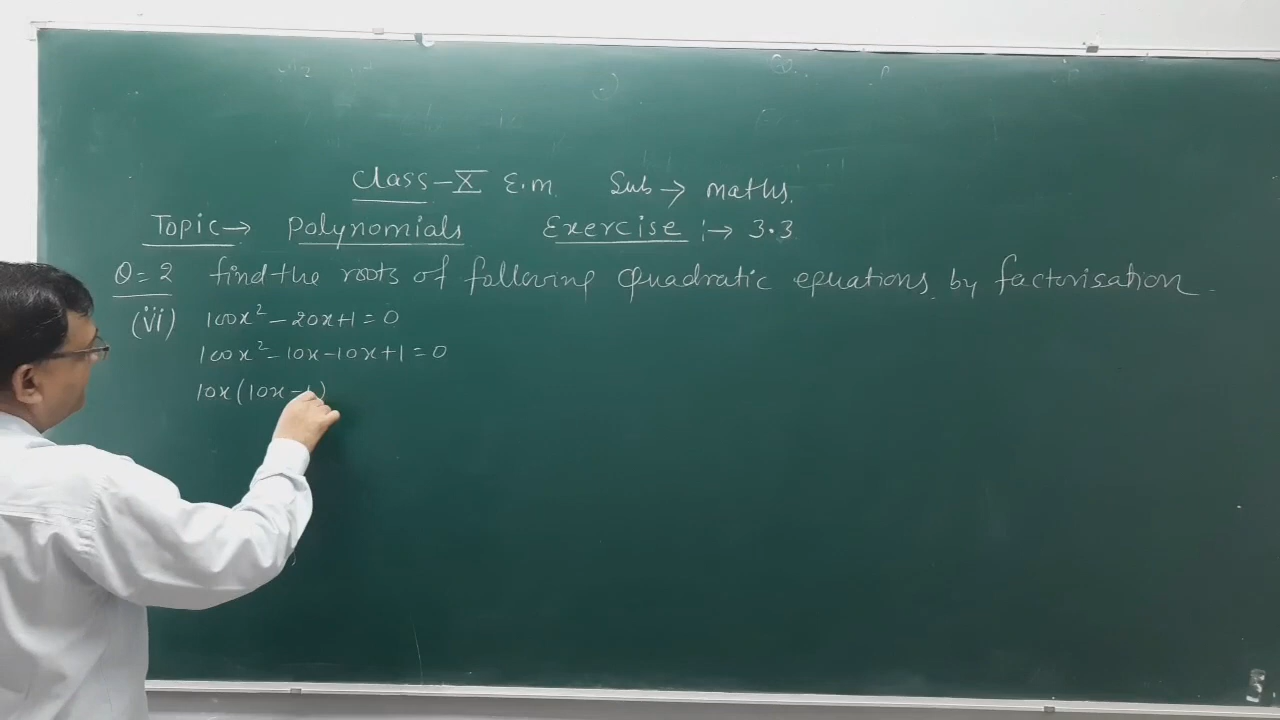 Class-X E.m. Sub→ maths.
Topic→ Polynomials Exercise :→ 3.3
Q=2 find the roots of following Quadratic equations by factorisation.
(vii) 100x² - 20x+1 = 0
100x² - 10x - 10x + 1 = 0
10x(10x - 1)